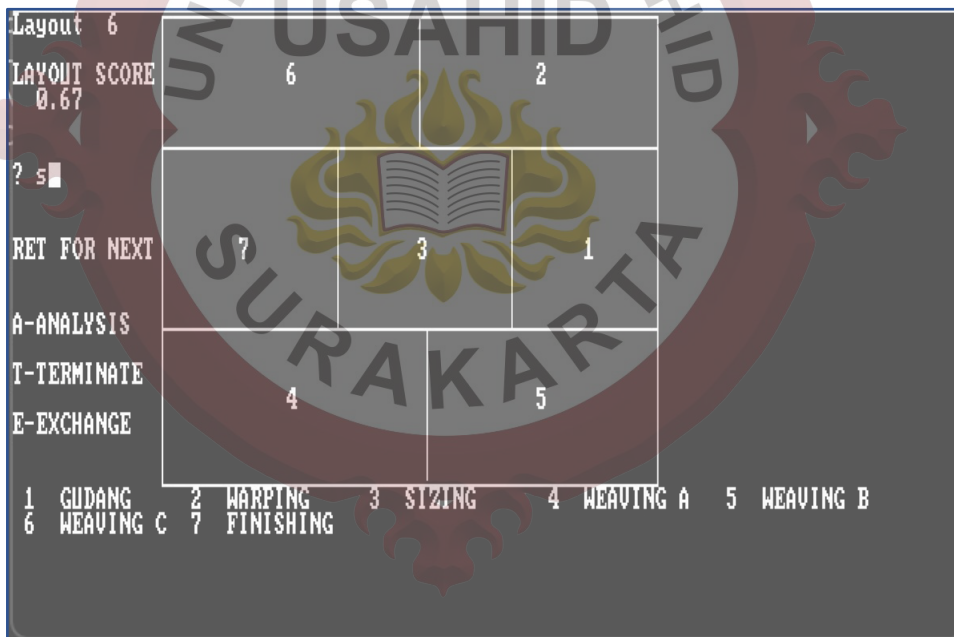 Layout 6
LAYOUT SCORE
0.67
? s
RET FOR NEXT
A-ANALYSIS
T-TERMINATE
E-EXCHANGE
6 2
7 3 1
4 5
1 GUDANG 2 WARPING 3 SIZING 4 WEAVING A 5 WEAVING B
6 WEAVING C 7 FINISHING
USAHID
SURAKARTA